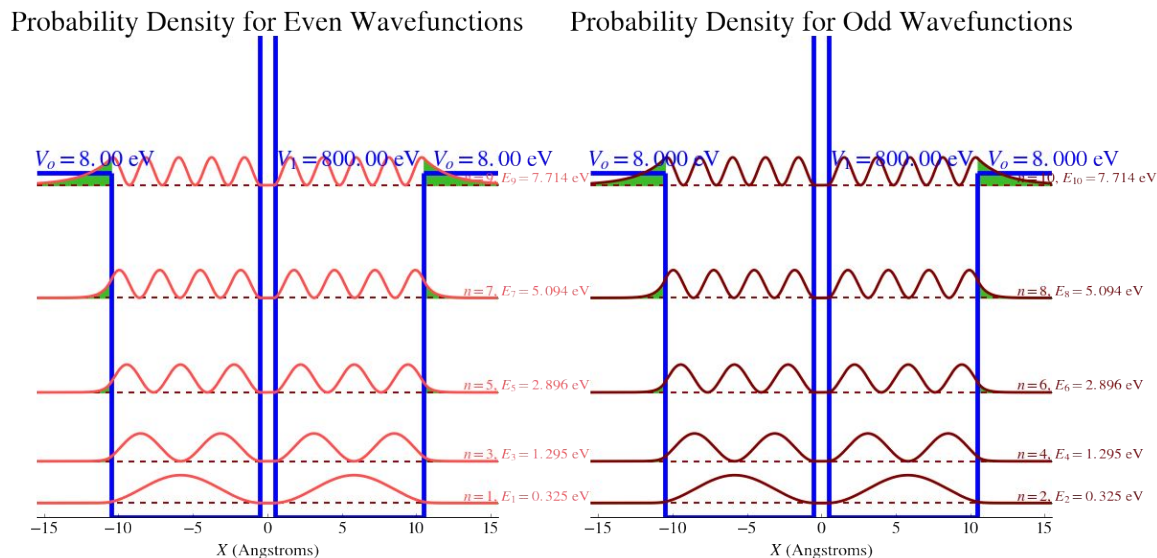 Probability Density for Even Wavefunctions
V_o = 8.00 eV
V_1 = 800.00 eV
V_o = 8.00 eV
n=9, E_9=7.714 eV
n=7, E_7=5.094 eV
n=5, E_5=2.896 eV
n=3, E_3=1.295 eV
n=1, E_1=0.325 eV
−15 −10 −5 0 5 10 15
X (Angstroms)
Probability Density for Odd Wavefunctions
V_o = 8.000 eV
V_1 = 800.00 eV
V_o = 8.000 eV
n=10, E_10=7.714 eV
n=8, E_8=5.094 eV
n=6, E_6=2.896 eV
n=4, E_4=1.295 eV
n=2, E_2=0.325 eV
−15 −10 −5 0 5 10 15
X (Angstroms)